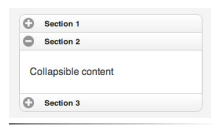 Section 1
Section 2
Collapsible content
Section 3